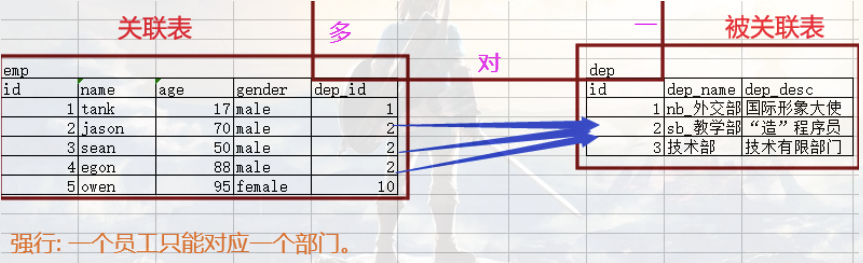 关联表 多 对 一 被关联表
emp
id name age gender dep_id
1 tank 17 male 1
2 jason 70 male 2
3 sean 50 male 2
4 egon 88 male 2
5 owen 95 female 10
dep
id dep_name dep_desc
1 nb_外交部 国际形象大使
2 sb_教学部 “造”程序员
3 技术部 技术有限部门
强行: 一个员工只能对应一个部门。